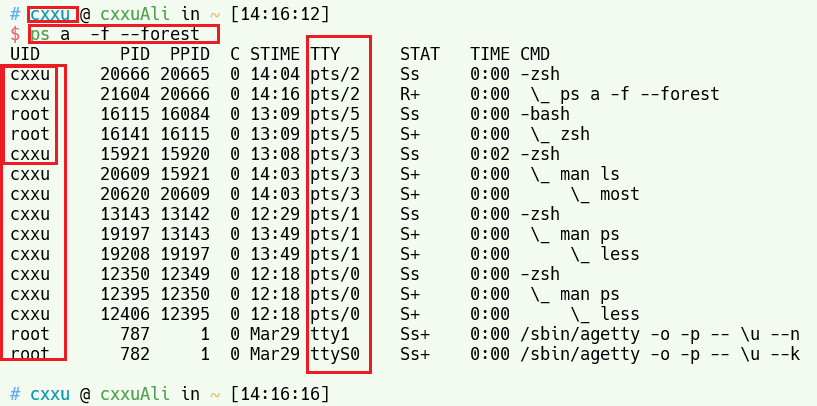 # cxxu @ cxxuAli in ~ [14:16:12]
$ ps a  -f --forest
UID        PID  PPID  C STIME TTY      STAT   TIME CMD
cxxu     20666 20665  0 14:04 pts/2    Ss     0:00 -zsh
cxxu     21604 20666  0 14:16 pts/2    R+     0:00  \_ ps a -f --forest
root     16115 16084  0 13:09 pts/5    Ss     0:00 -bash
root     16141 16115  0 13:09 pts/5    S+     0:00  \_ zsh
cxxu     15921 15920  0 13:08 pts/3    Ss     0:02 -zsh
cxxu     20609 15921  0 14:03 pts/3    S+     0:00  \_ man ls
cxxu     20620 20609  0 14:03 pts/3    S+     0:00      \_ most
cxxu     13143 13142  0 12:29 pts/1    Ss     0:00 -zsh
cxxu     19197 13143  0 13:49 pts/1    S+     0:00  \_ man ps
cxxu     19208 19197  0 13:49 pts/1    S+     0:00      \_ less
cxxu     12350 12349  0 12:18 pts/0    Ss     0:00 -zsh
cxxu     12395 12350  0 12:18 pts/0    S+     0:00  \_ man ps
cxxu     12406 12395  0 12:18 pts/0    S+     0:00      \_ less
root       787     1  0 Mar29 tty1     Ss+    0:00 /sbin/agetty -o -p -- \u --n
root       782     1  0 Mar29 ttyS0    Ss+    0:00 /sbin/agetty -o -p -- \u --k
# cxxu @ cxxuAli in ~ [14:16:16]